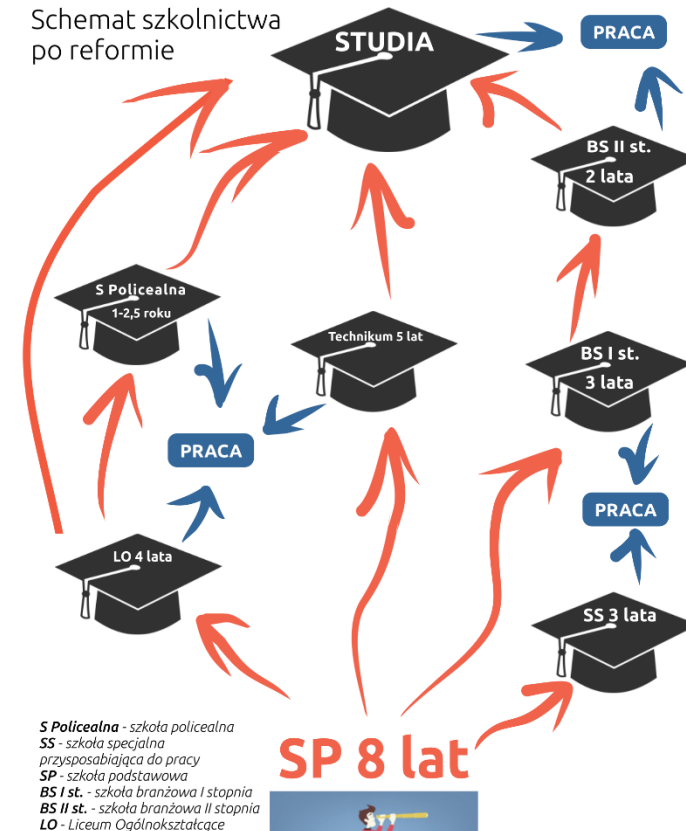 Schemat szkolnictwa
po reformie
STUDIA
PRACA
BS II st.
2 lata
S Policealna
1-2,5 roku
Technikum 5 lat
BS I st.
3 lata
PRACA
PRACA
LO 4 lata
SS 3 lata
SP 8 lat
S Policealna - szkoła policealna
SS - szkoła specjalna
przysposabiająca do pracy
SP - szkoła podstawowa
BS I st. - szkoła branżowa I stopnia
BS II st. - szkoła branżowa II stopnia
LO - Liceum Ogólnokształcące